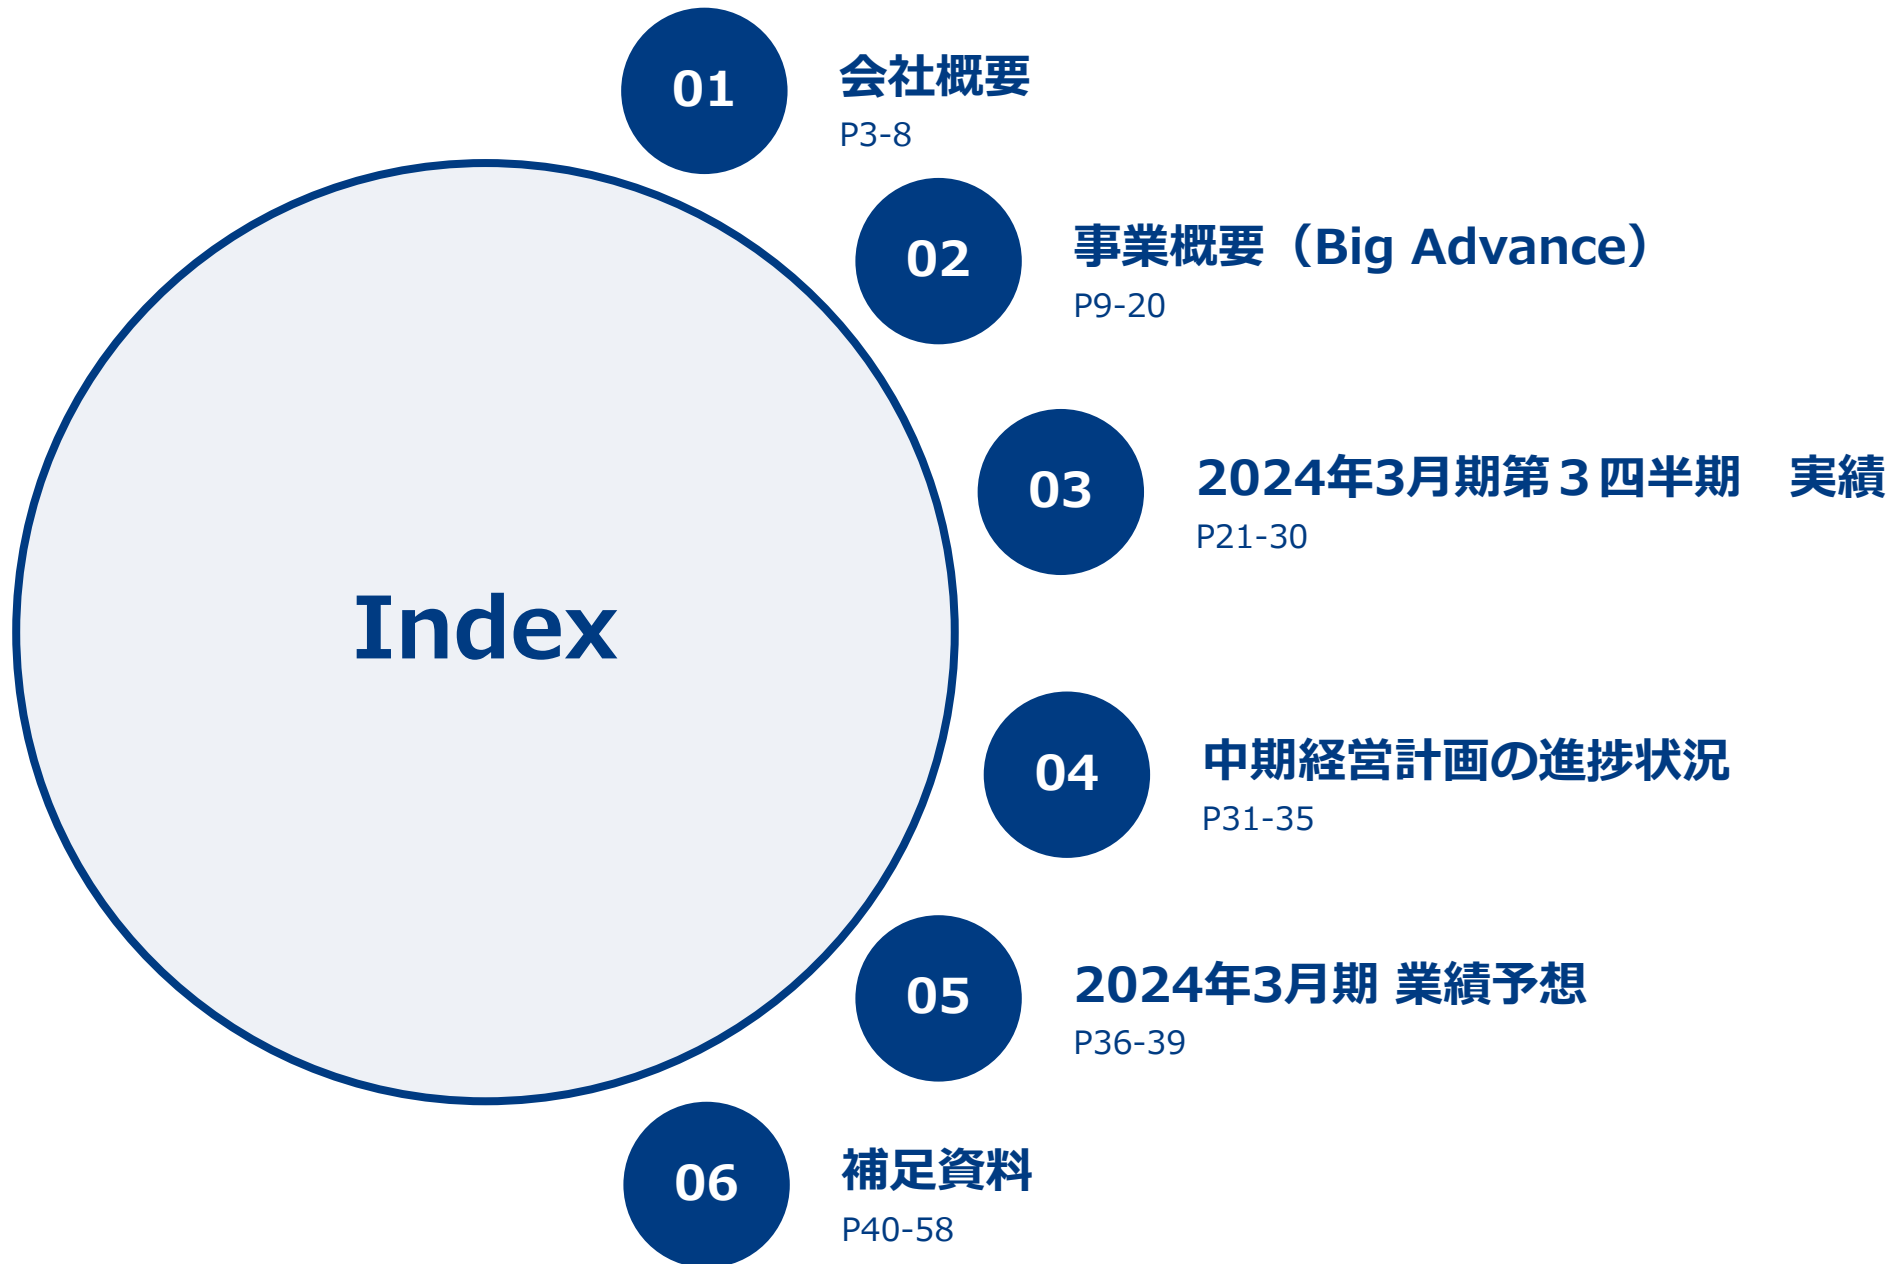 Index
01
会社概要
P3-8
02
事業概要（Big Advance）
P9-20
03
2024年3月期第３四半期　実績
P21-30
04
中期経営計画の進捗状況
P31-35
05
2024年3月期 業績予想
P36-39
06
補足資料
P40-58